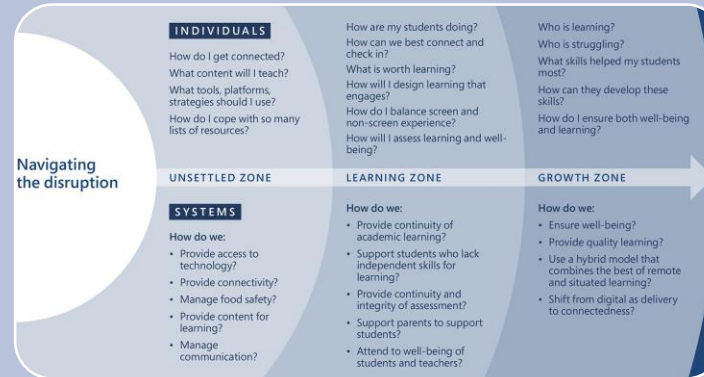 Navigating
the disruption
INDIVIDUALS
How do I get connected?
What content will I teach?
What tools, platforms,
strategies should I use?
How do I cope with so many
lists of resources?
How are my students doing?
How can we best connect and
check in?
What is worth learning?
How will I design learning that
engages?
How do I balance screen and
non-screen experience?
How will I assess learning and well-
being?
Who is learning?
Who is struggling?
What skills helped my students
most?
How can they develop these
skills?
How do I ensure both well-being
and learning?
UNSETTLED ZONE
LEARNING ZONE
GROWTH ZONE
SYSTEMS
How do we:
• Provide access to
technology?
• Provide connectivity?
• Manage food safety?
• Provide content for
learning?
• Manage
communication?
How do we:
• Provide continuity of
academic learning?
• Support students who lack
independent skills for
learning?
• Provide continuity and
integrity of assessment?
• Support parents to support
students?
• Attend to well-being of
students and teachers?
How do we:
• Ensure well-being?
• Provide quality learning?
• Use a hybrid model that
combines the best of remote
and situated learning?
• Shift from digital as delivery
to connectedness?